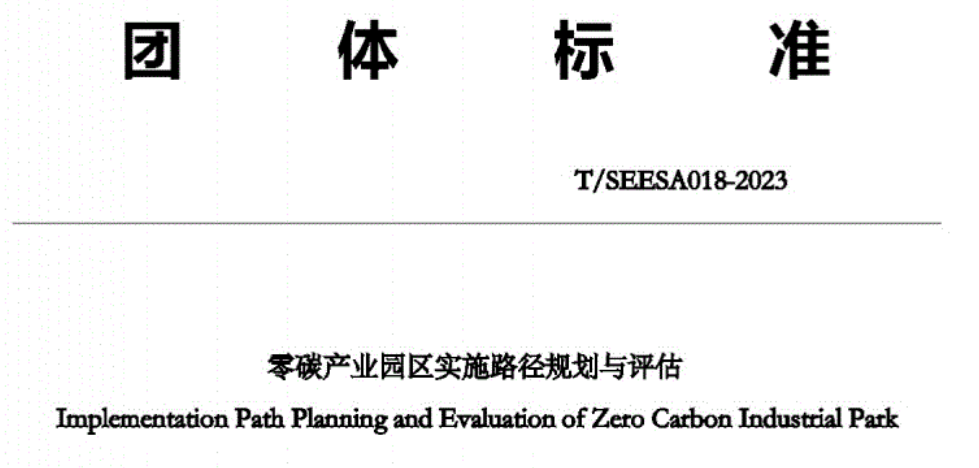 团体标准
T/SEESA018-2023
零碳产业园区实施路径规划与评估
Implementation Path Planning and Evaluation of Zero Carbon Industrial Park